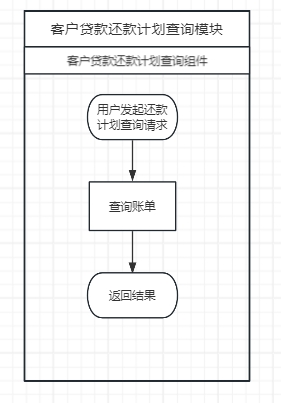 客户贷款还款计划查询模块
客户贷款还款计划查询组件
用户发起还款
计划查询请求
查询账单
返回结果